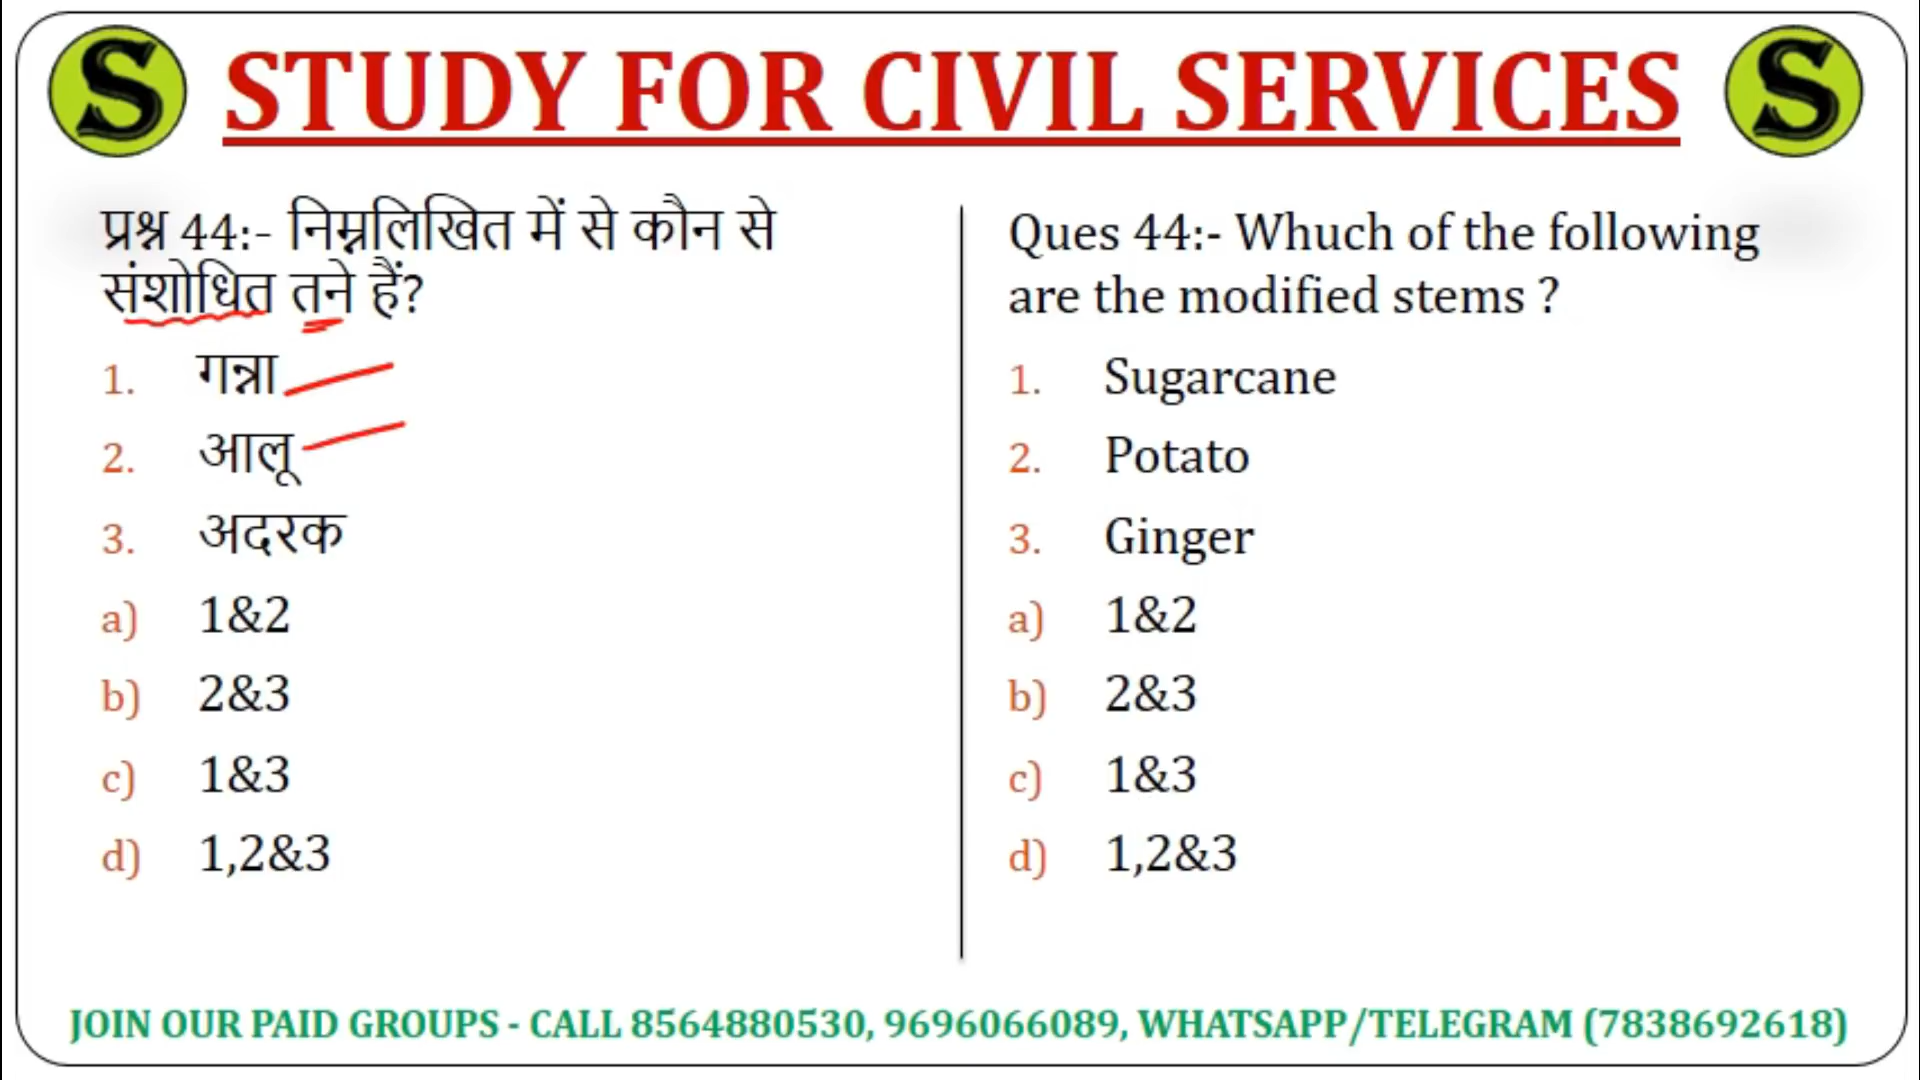 S STUDY FOR CIVIL SERVICES S
प्रश्न 44:- निम्नलिखित में से कौन से
संशोधित तने हैं?
1. गन्ना
2. आलू
3. अदरक
a) 1&2
b) 2&3
c) 1&3
d) 1,2&3
Ques 44:- Whuch of the following
are the modified stems ?
1. Sugarcane
2. Potato
3. Ginger
a) 1&2
b) 2&3
c) 1&3
d) 1,2&3
JOIN OUR PAID GROUPS - CALL 8564880530, 9696066089, WHATSAPP/TELEGRAM (7838692618)